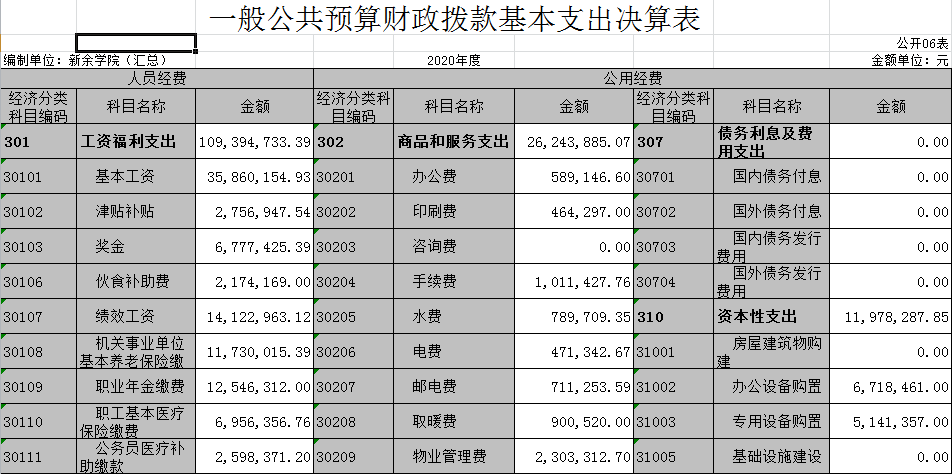 一般公共预算财政拨款基本支出决算表
公开06表
编制单位：新余学院（汇总） 2020年度 金额单位：元
人员经费 公用经费
经济分类科目编码 科目名称 金额 经济分类科目编码 科目名称 金额 经济分类科目编码 科目名称 金额
301 工资福利支出 109,394,733.39 302 商品和服务支出 26,243,885.07 307 债务利息及费用支出 0.00
30101 基本工资 35,860,154.93 30201 办公费 589,146.60 30701 国内债务付息 0.00
30102 津贴补贴 2,756,947.54 30202 印刷费 464,297.00 30702 国外债务付息 0.00
30103 奖金 6,777,425.39 30203 咨询费 0.00 30703 国内债务发行费用 0.00
30106 伙食补助费 2,174,169.00 30204 手续费 1,011,427.76 30704 国外债务发行费用 0.00
30107 绩效工资 14,122,963.12 30205 水费 789,709.35 310 资本性支出 11,978,287.85
30108 机关事业单位基本养老保险缴 11,730,015.39 30206 电费 471,342.67 31001 房屋建筑物购建 0.00
30109 职业年金缴费 12,546,312.00 30207 邮电费 711,253.59 31002 办公设备购置 6,718,461.00
30110 职工基本医疗保险缴费 6,956,356.76 30208 取暖费 900,520.00 31003 专用设备购置 5,141,357.00
30111 公务员医疗补助缴款 2,598,371.20 30209 物业管理费 2,303,312.70 31005 基础设施建设 0.00